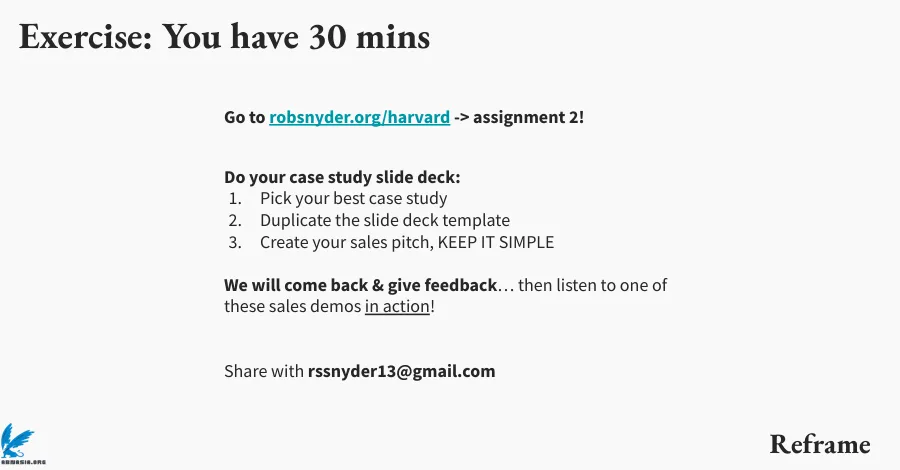 Exercise: You have 30 mins
Go to robsnyder.org/harvard -> assignment 2!
Do your case study slide deck:
1. Pick your best case study
2. Duplicate the slide deck template
3. Create your sales pitch, KEEP IT SIMPLE
We will come back & give feedback… then listen to one of
these sales demos in action!
Share with rssnyder13@gmail.com
Reframe